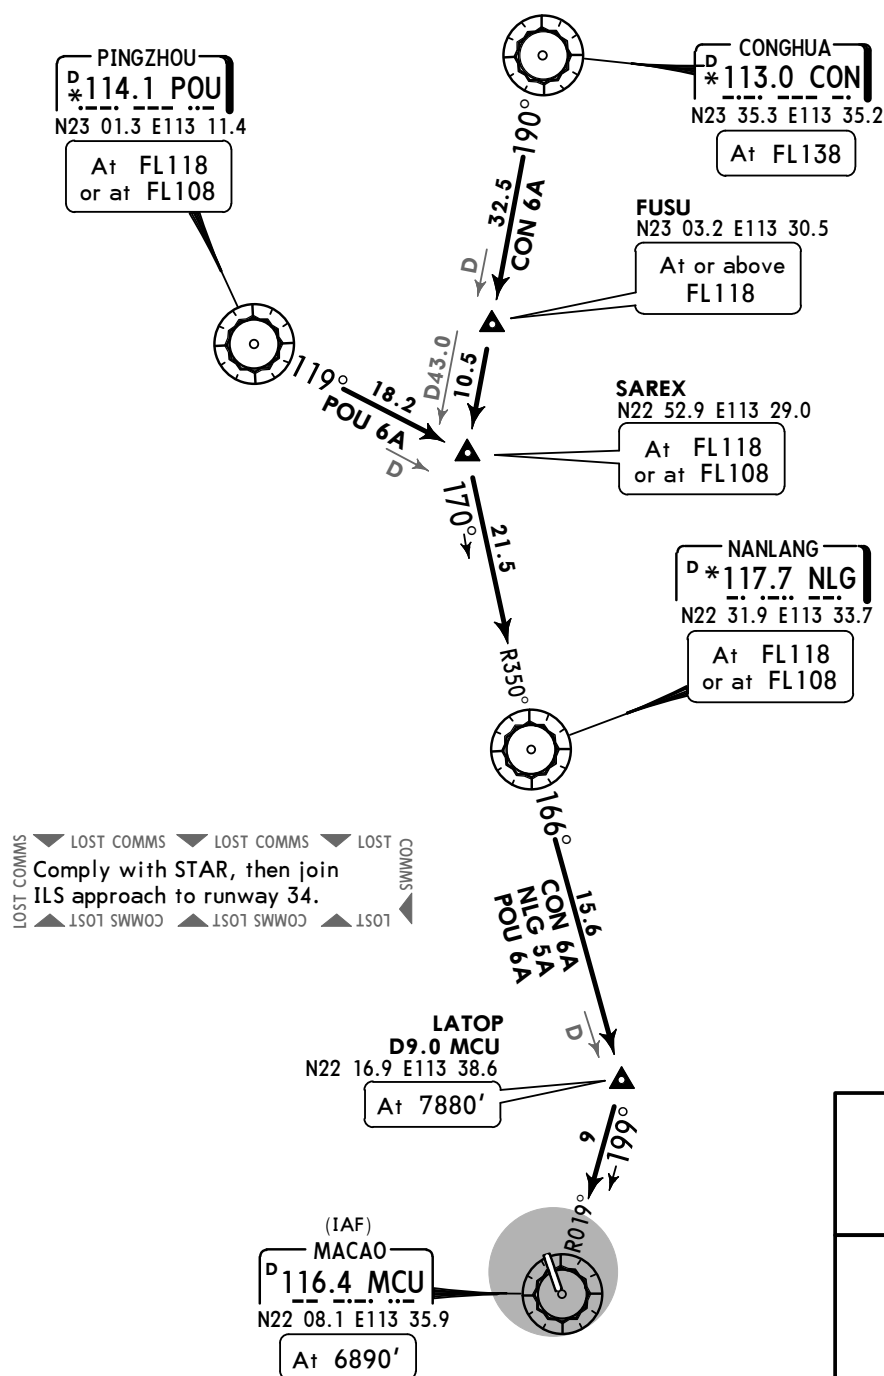 PINGZHOU
D
*114.1 POU
N23 01.3 E113 11.4
At FL118
or at FL108
CONGHUA
D
*113.0 CON
N23 35.3 E113 35.2
At FL138
190°
32.5
CON 6A
D
FUSU
N23 03.2 E113 30.5
At or above
FL118
D43.0
10.5
119°
18.2
POU 6A
D
SAREX
N22 52.9 E113 29.0
At FL118
or at FL108
170°
21.5
R350°
NANLANG
D *117.7 NLG
N22 31.9 E113 33.7
At FL118
or at FL108
166°
15.6
CON 6A
NLG 5A
POU 6A
D
LOST COMMS LOST COMMS LOST COMMS LOST COMMS
Comply with STAR, then join
ILS approach to runway 34.
LOST COMMS LOST COMMS LOST
LATOP
D9.0 MCU
N22 16.9 E113 38.6
At 7880'
9
199°
R019°
(IAF)
MACAO
D
116.4 MCU
N22 08.1 E113 35.9
At 6890'